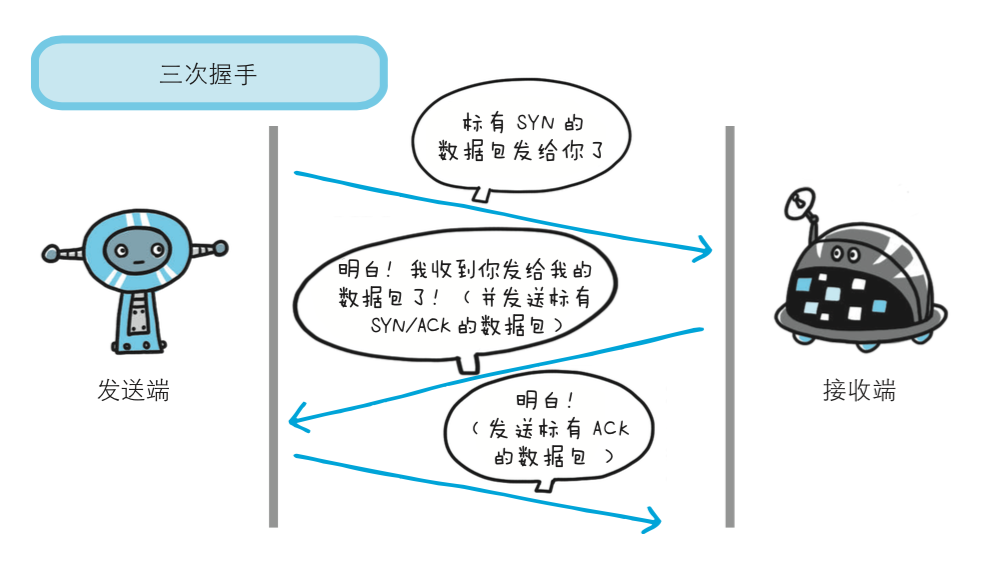 三次握手
标有 SYN 的
数据包发给你了
明白！我收到你发给我的
数据包了！（并发送标有
SYN/ACK 的数据包）
发送端
接收端
明白！
（发送标有 ACK
的数据包 ）